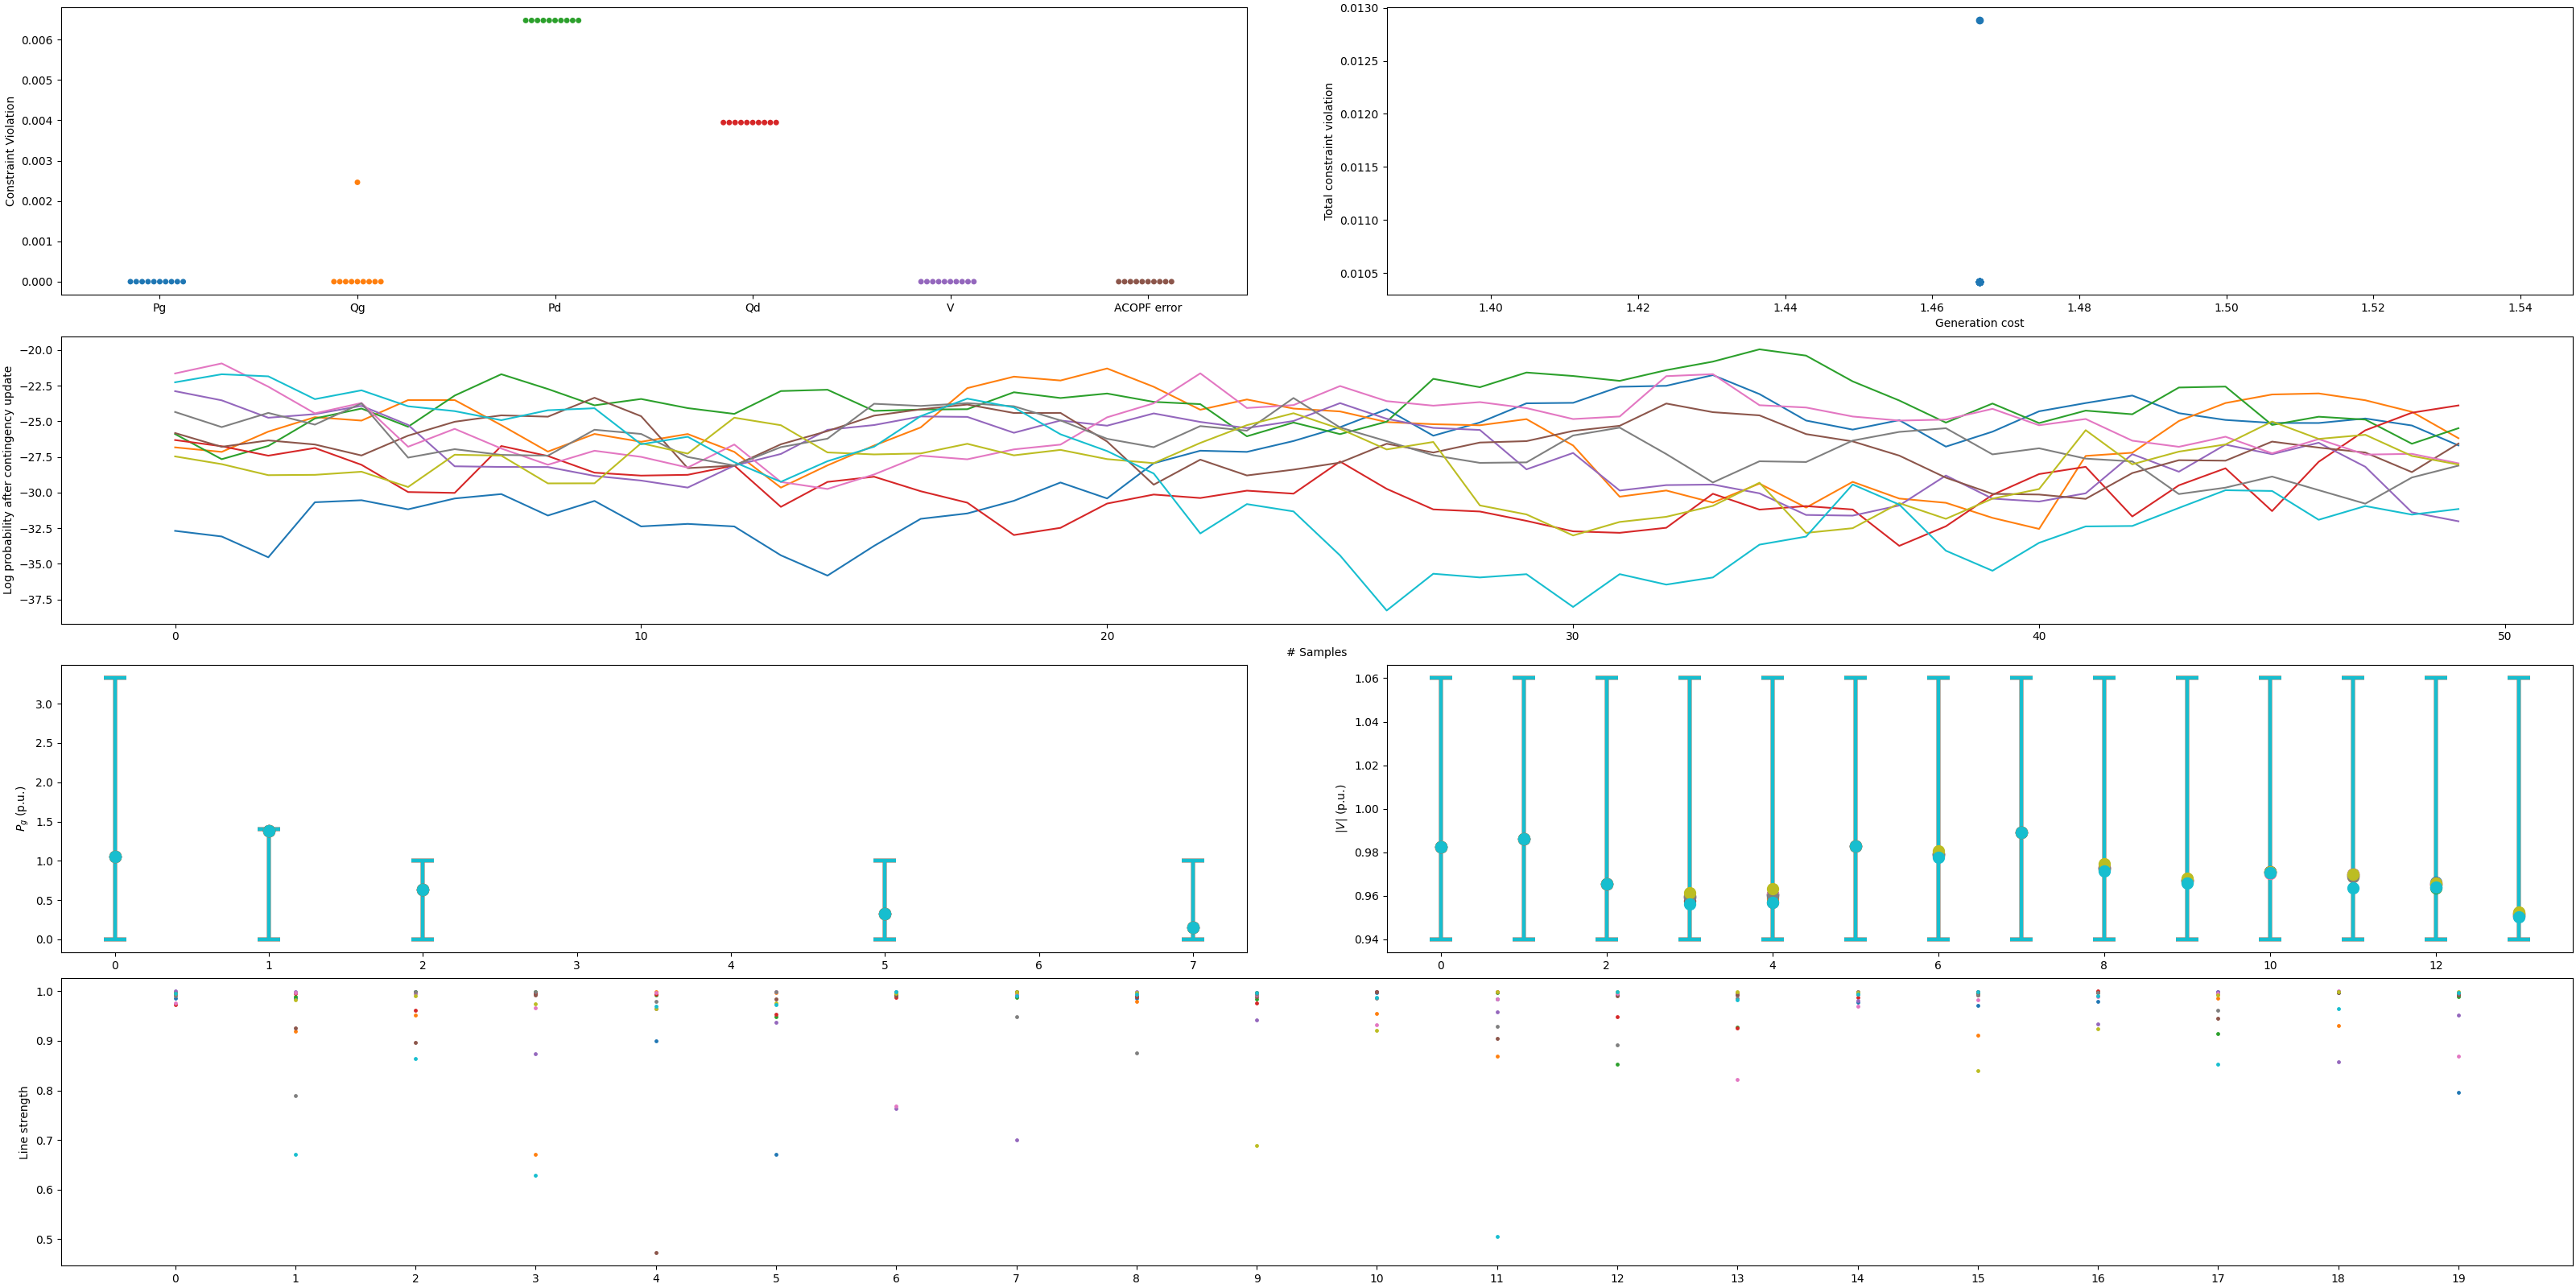 Constraint Violation
0.006
0.005
0.004
0.003
0.002
0.001
0.000
Pg Qg Pd Qd V ACOPF error
Total constraint violation
0.0130
0.0125
0.0120
0.0115
0.0110
0.0105
1.40 1.42 1.44 1.46 1.48 1.50 1.52 1.54
Generation cost
Log probability after contingency update
−20.0
−22.5
−25.0
−27.5
−30.0
−32.5
−35.0
−37.5
0 10 20 30 40 50
# Samples
P_g (p.u.)
3.0
2.5
2.0
1.5
1.0
0.5
0.0
0 1 2 3 4 5 6 7
|V| (p.u.)
1.06
1.04
1.02
1.00
0.98
0.96
0.94
0 2 4 6 8 10 12
Line strength
1.0
0.9
0.8
0.7
0.6
0.5
0 1 2 3 4 5 6 7 8 9 10 11 12 13 14 15 16 17 18 19